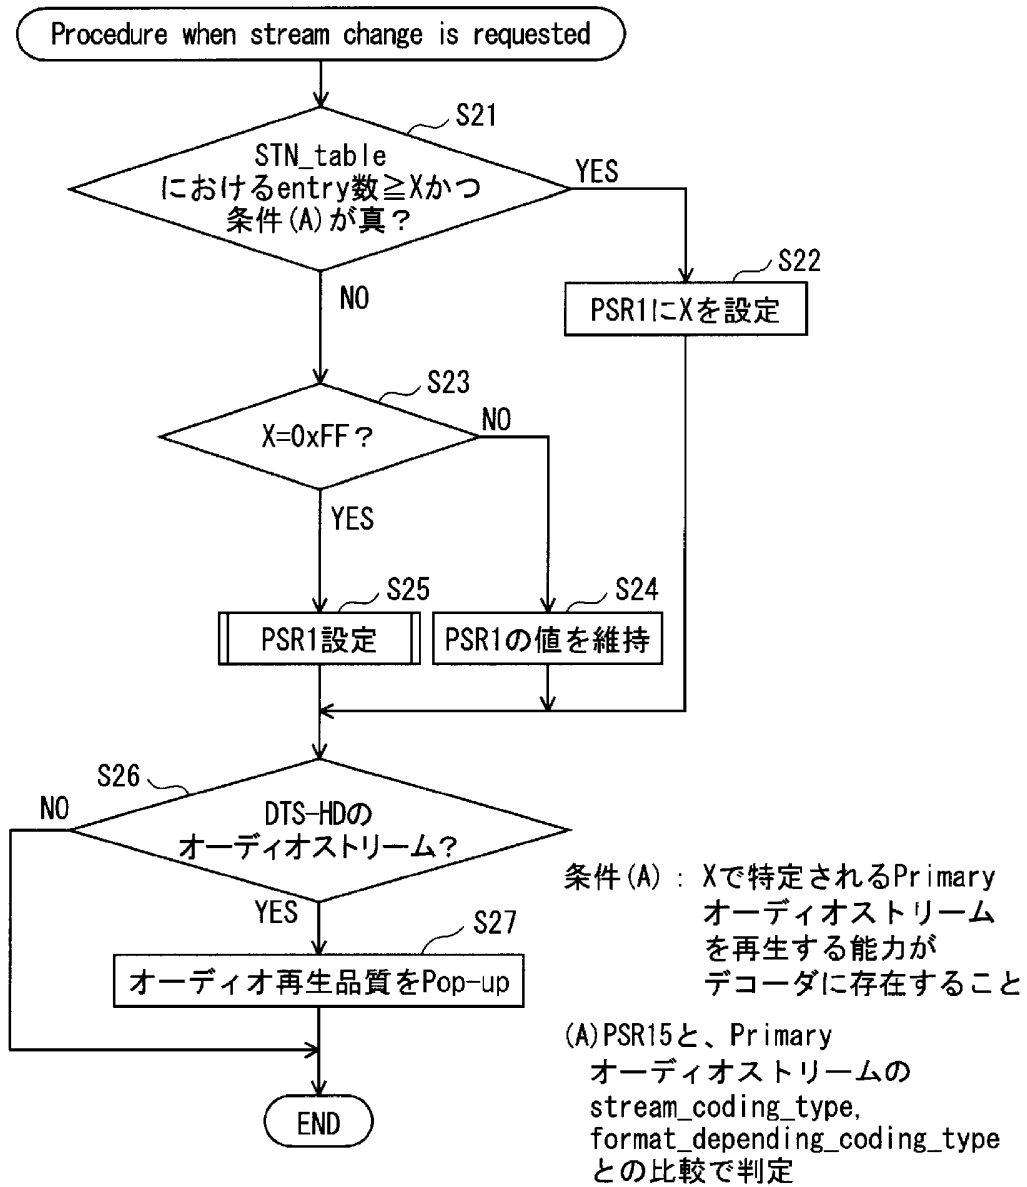 Procedure when stream change is requested
S21
STN_table
におけるentry数≧Xかつ
条件(A)が真？
YES
NO
S22
PSR1にXを設定
S23
X=0xFF？
NO
YES
S25
PSR1設定
S24
PSR1の値を維持
S26
NO
DTS-HDの
オーディオストリーム？
YES
S27
オーディオ再生品質をPop-up
END
条件(A)： Xで特定されるPrimary
オーディオストリーム
を再生する能力が
デコーダに存在すること
(A)PSR15と、Primary
オーディオストリームの
stream_coding_type,
format_depending_coding_type
との比較で判定